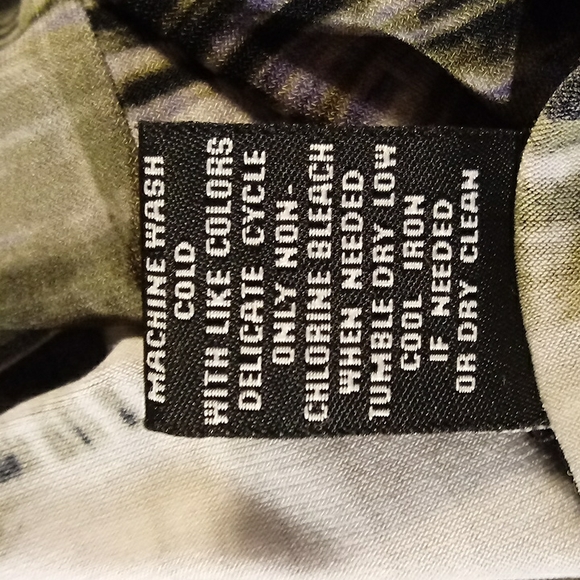 MACHINE WASH
COLD
WITH LIKE COLORS
DELICATE CYCLE
ONLY NON-
CHLORINE BLEACH
WHEN NEEDED
TUMBLE DRY LOW
COOL IRON
IF NEEDED
OR DRY CLEAN